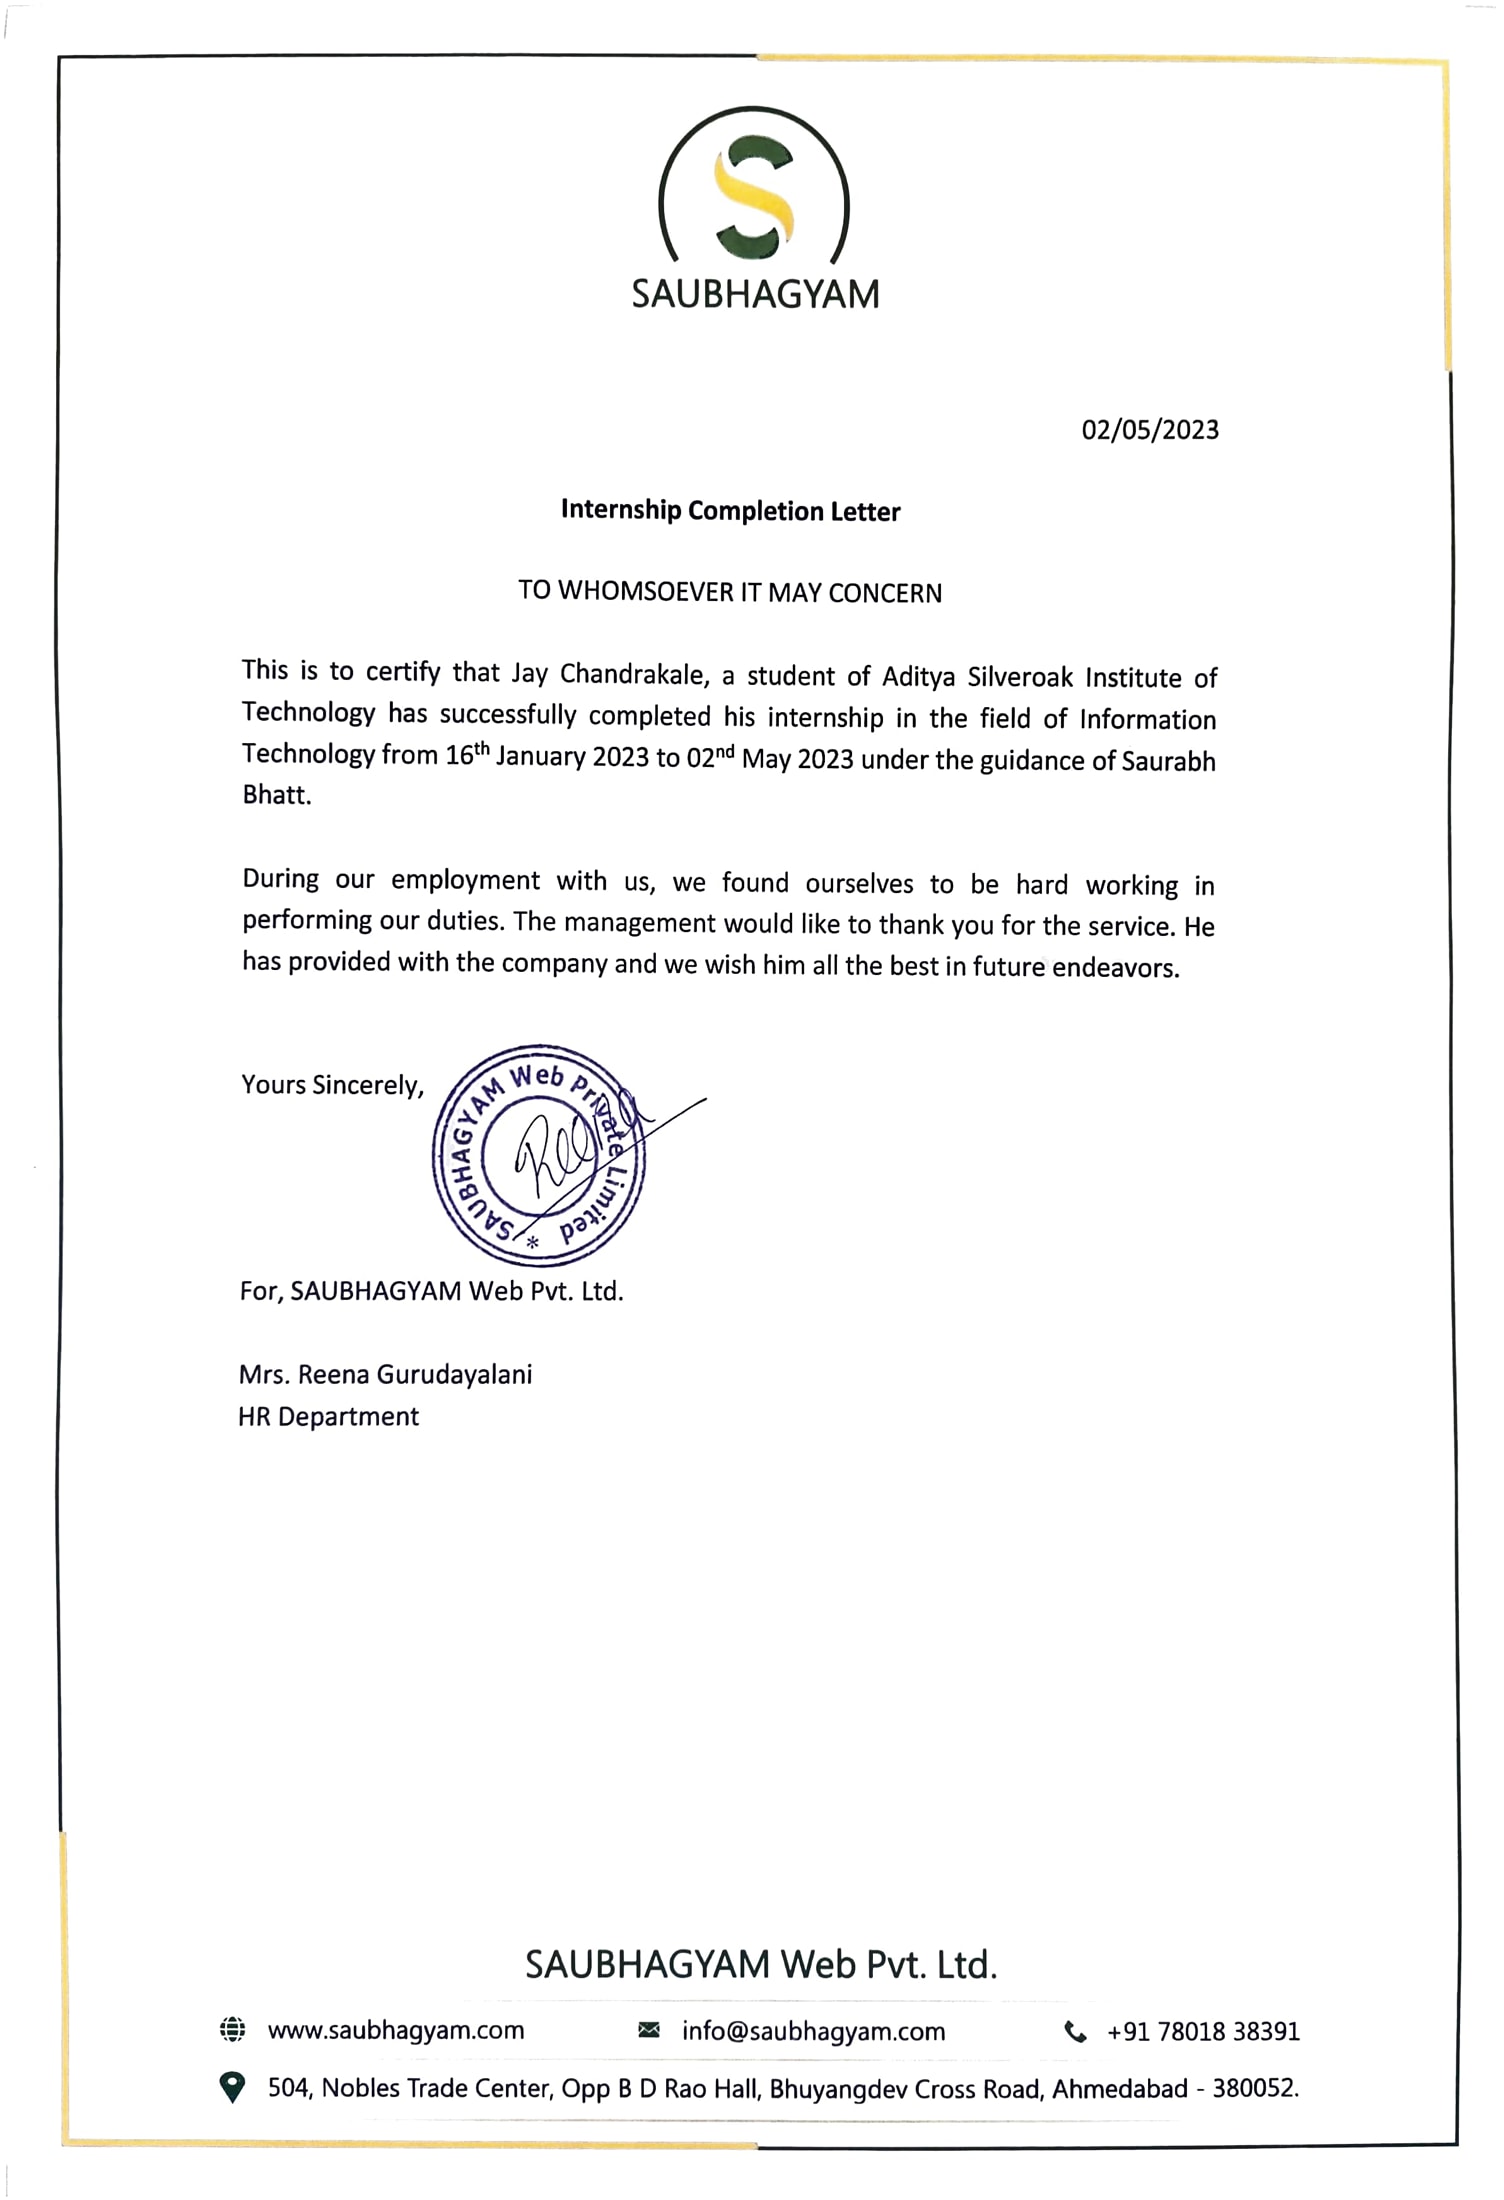 SAUBHAGYAM
02/05/2023
Internship Completion Letter
TO WHOMSOEVER IT MAY CONCERN
This is to certify that Jay Chandrakale, a student of Aditya Silveroak Institute of
Technology has successfully completed his internship in the field of Information
Technology from 16th January 2023 to 02nd May 2023 under the guidance of Saurabh
Bhatt.
During our employment with us, we found ourselves to be hard working in
performing our duties. The management would like to thank you for the service. He
has provided with the company and we wish him all the best in future endeavors.
Yours Sincerely,
SAUBHAGYAM Web Private Limited *
Reena
For, SAUBHAGYAM Web Pvt. Ltd.
Mrs. Reena Gurudayalani
HR Department
SAUBHAGYAM Web Pvt. Ltd.
www.saubhagyam.com info@saubhagyam.com +91 78018 38391
504, Nobles Trade Center, Opp B D Rao Hall, Bhuyangdev Cross Road, Ahmedabad - 380052.